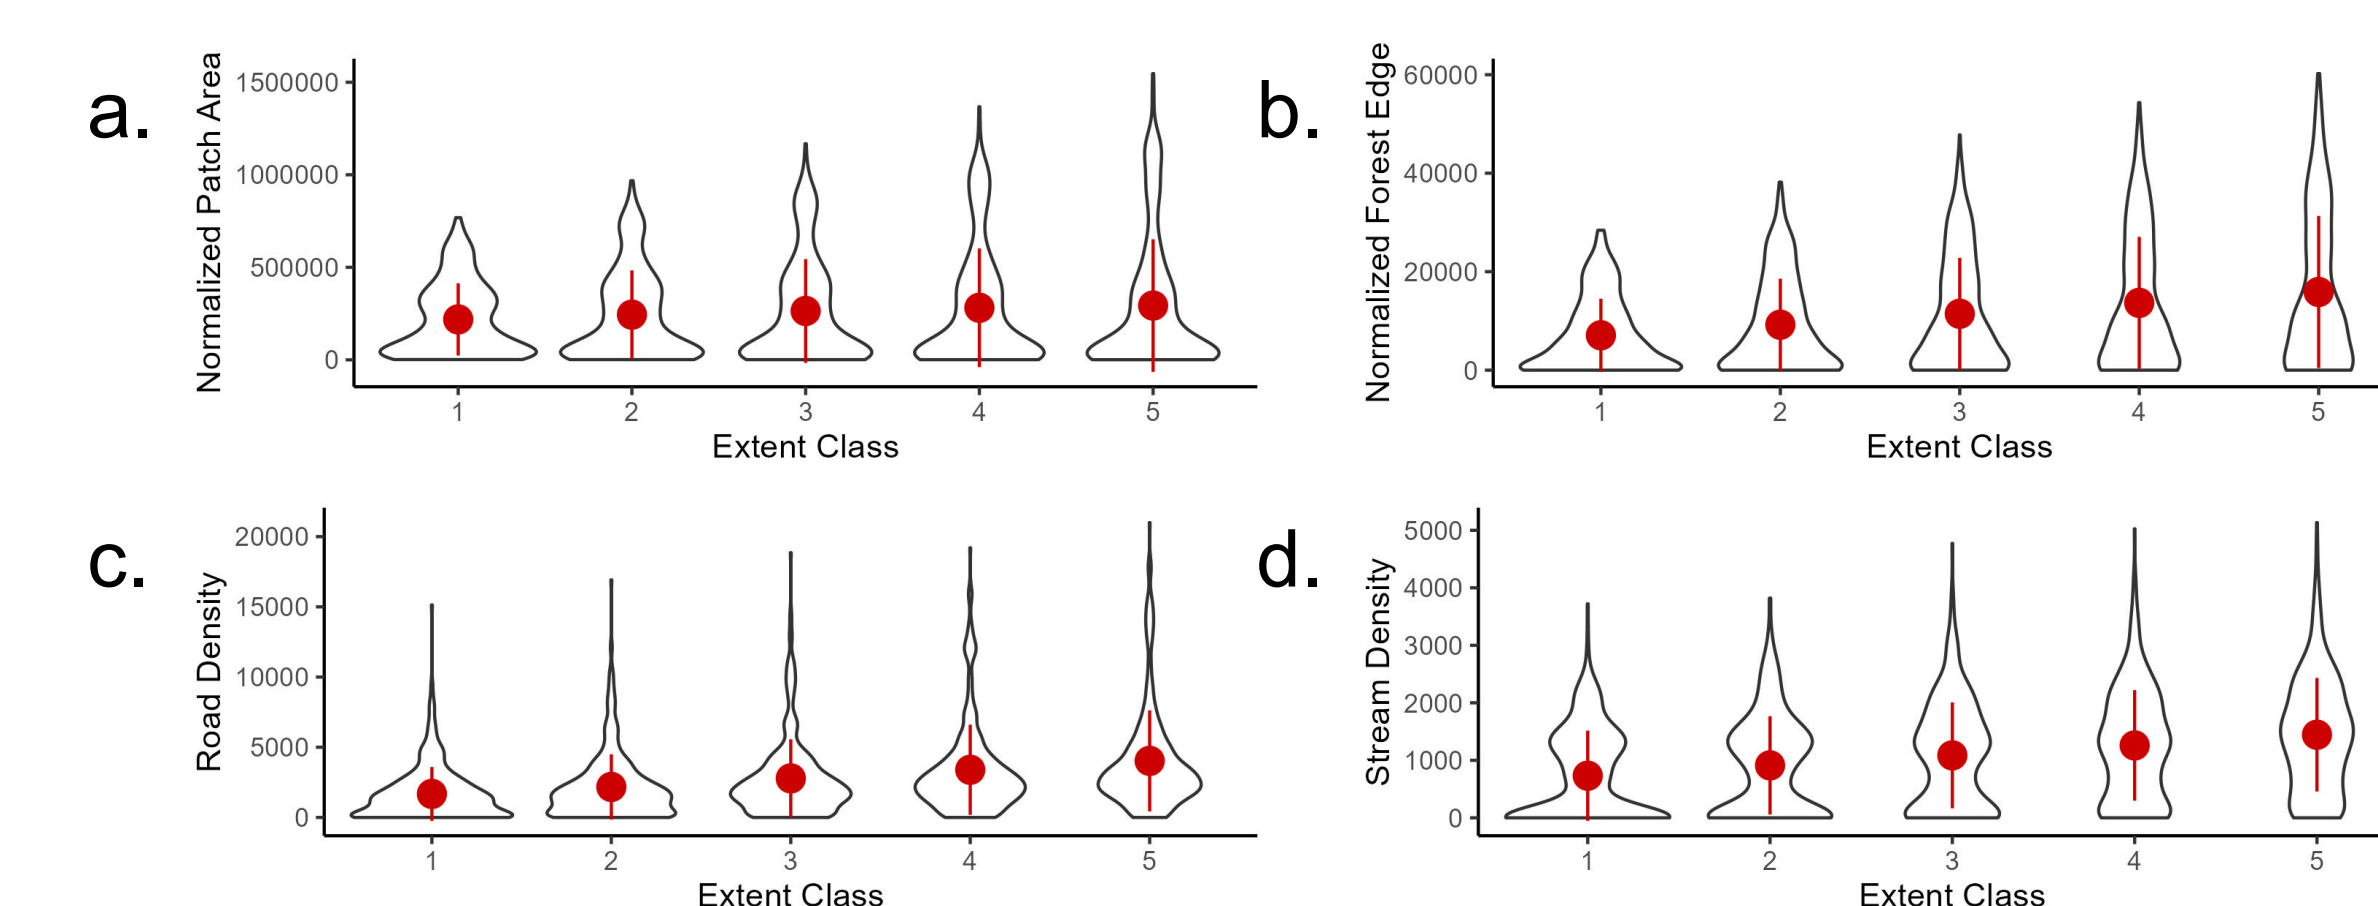 a.
Normalized Patch Area
1500000
1000000
500000
0
1 2 3 4 5
Extent Class
b.
Normalized Forest Edge
60000
40000
20000
0
1 2 3 4 5
Extent Class
c.
Road Density
20000
15000
10000
5000
0
1 2 3 4 5
Extent Class
d.
Stream Density
5000
4000
3000
2000
1000
0
1 2 3 4 5
Extent Class